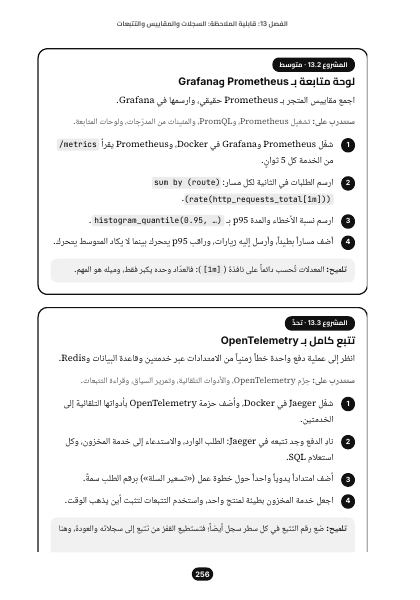 الفصل 13: قابلية الملاحظة: السجلات والمقاييس والتتبعات
المشروع 13.2 · متوسط
لوحة متابعة بـ Prometheus وGrafana
اجمع مقاييس المتجر بـ Prometheus حقيقي، وارسمها في Grafana.
ستتدرب على: تشغيل Prometheus، وPromQL، والمئينات من المدرّجات، ولوحات المتابعة.
1 شغّل Prometheus وGrafana في Docker، وPrometheus يقرأ /metrics
من الخدمة كل 5 ثوانٍ.
2 ارسم الطلبات في الثانية لكل مسار: sum by (route)
(rate(http_requests_total[1m])).
3 ارسم نسبة الأخطاء والمدة p95 بـ histogram_quantile(0.95, …).
4 أضف مساراً بطيئاً، وأرسل إليه زيارات، وراقب p95 يتحرك بينما لا يكاد المتوسط يتحرك.
تلميح: المعدلات تُحسب دائماً على نافذة ([1m])؛ فالعدّاد وحده يكبر فقط، وميله هو المهم.
المشروع 13.3 · تحدٍّ
تتبع كامل بـ OpenTelemetry
انظر إلى عملية دفع واحدة خطاً زمنياً من الامتدادات عبر خدمتين وقاعدة البيانات وRedis.
ستتدرب على: حزم OpenTelemetry، والأدوات التلقائية، وتمرير السياق، وقراءة التتبعات.
1 شغّل Jaeger في Docker، وأضف حزمة OpenTelemetry بأدواتها التلقائية إلى
الخدمتين.
2 نادِ الدفع وجد تتبعه في Jaeger: الطلب الوارد، والاستدعاء إلى خدمة المخزون، وكل
استعلام SQL.
3 أضف امتداداً يدوياً واحداً حول خطوة عمل («تسعير السلة») برقم الطلب سمةً.
4 اجعل خدمة المخزون بطيئة لمنتج واحد، واستخدم التتبعات لتثبت أين يذهب الوقت.
تلميح: ضع رقم التتبع في كل سطر سجل أيضاً؛ فتستطيع القفز من تتبع إلى سجلاته والعودة، وهنا
256